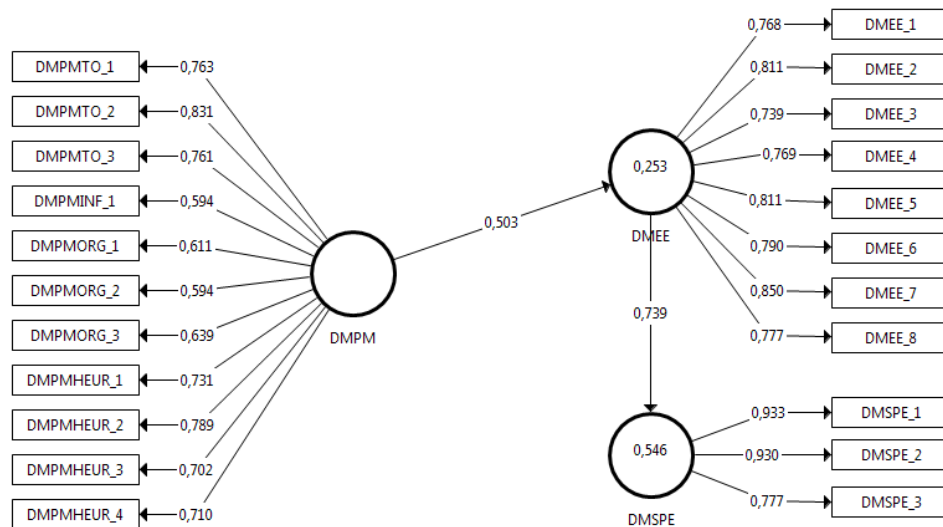 DMPMTO_1
0,763
DMPMTO_2
0,831
DMPMTO_3
0,761
DMPMINF_1
0,594
DMPMORG_1
0,611
DMPMORG_2
0,594
DMPMORG_3
0,639
DMPMHEUR_1
0,731
DMPMHEUR_2
0,789
DMPMHEUR_3
0,702
DMPMHEUR_4
0,710
DMPM
0,503
0,253
DMEE
0,768
DMEE_1
0,811
DMEE_2
0,739
DMEE_3
0,769
DMEE_4
0,811
DMEE_5
0,790
DMEE_6
0,850
DMEE_7
0,777
DMEE_8
0,739
0,546
DMSPE
0,933
DMSPE_1
0,930
DMSPE_2
0,777
DMSPE_3